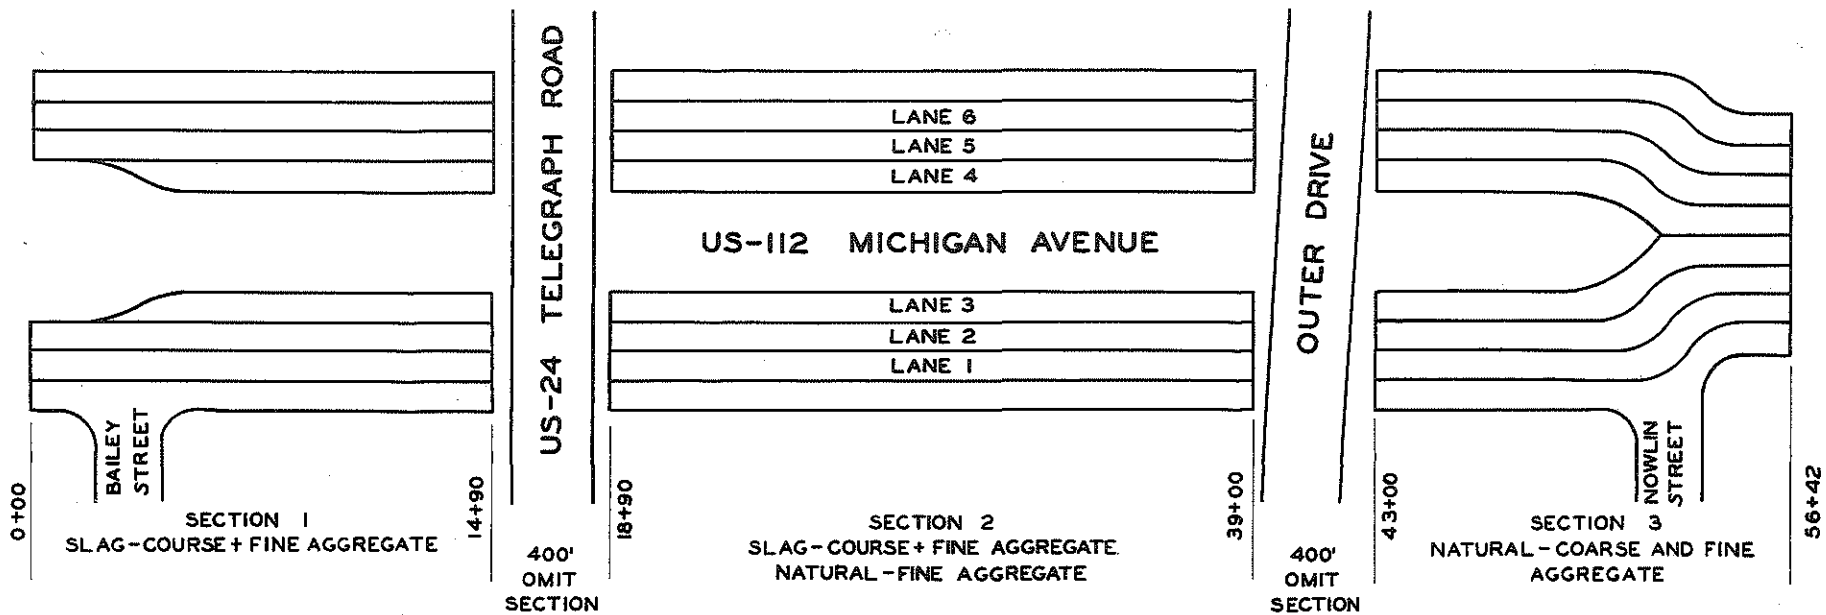 US-24 TELEGRAPH ROAD
OUTER DRIVE
LANE 6
LANE 5
LANE 4
US-112 MICHIGAN AVENUE
LANE 3
LANE 2
LANE 1
BAILEY
STREET
NOWLIN
STREET
0+00
14+90
18+90
39+00
43+00
56+42
SECTION 1
SLAG-COURSE + FINE AGGREGATE
400'
OMIT
SECTION
SECTION 2
SLAG-COURSE + FINE AGGREGATE
NATURAL-FINE AGGREGATE
400'
OMIT
SECTION
SECTION 3
NATURAL-COARSE AND FINE
AGGREGATE